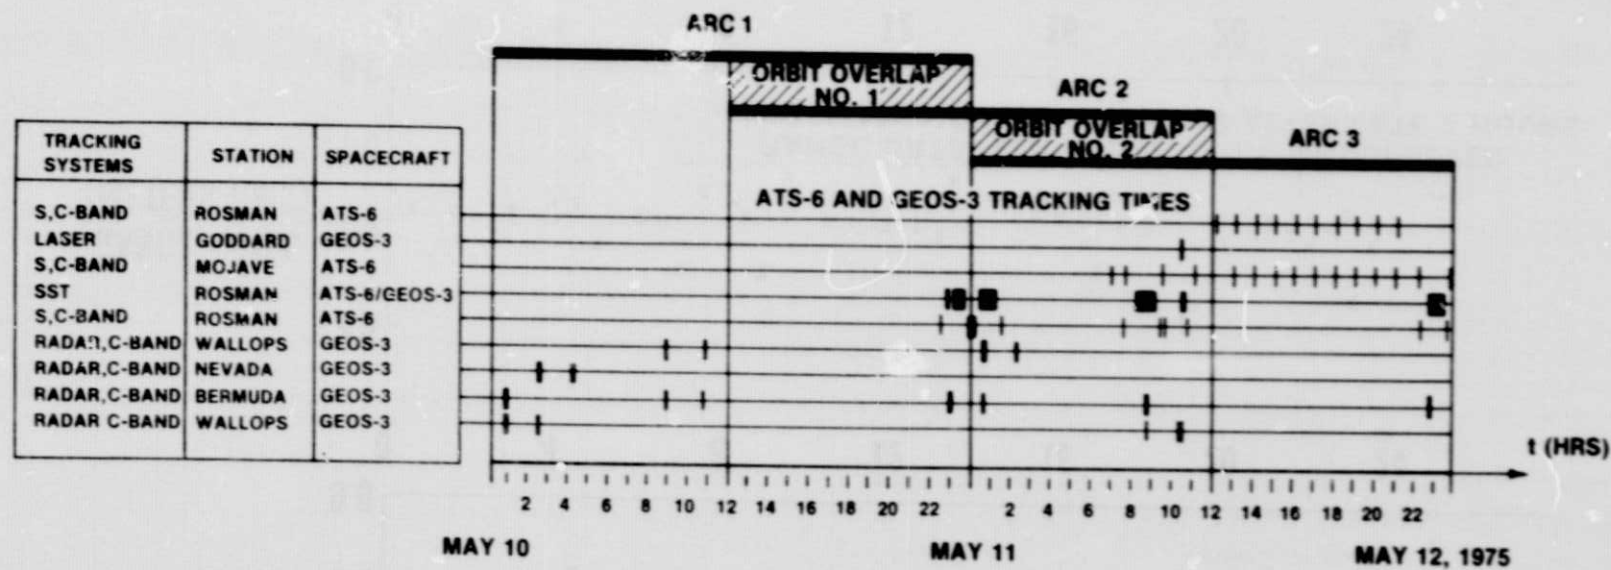 ARC 1
ORBIT OVERLAP
NO. 1
ARC 2
ORBIT OVERLAP
NO. 2
ARC 3
TRACKING SYSTEMS STATION SPACECRAFT
ATS-6 AND GEOS-3 TRACKING TIMES
S,C-BAND ROSMAN ATS-6
LASER GODDARD GEOS-3
S,C-BAND MOJAVE ATS-6
SST ROSMAN ATS-6/GEOS-3
S,C-BAND ROSMAN ATS-6
RADAR,C-BAND WALLOPS GEOS-3
RADAR,C-BAND NEVADA GEOS-3
RADAR,C-BAND BERMUDA GEOS-3
RADAR C-BAND WALLOPS GEOS-3
t (HRS)
2 4 6 8 10 12 14 16 18 20 22 2 4 6 8 10 12 14 16 18 20 22
MAY 10 MAY 11 MAY 12, 1975